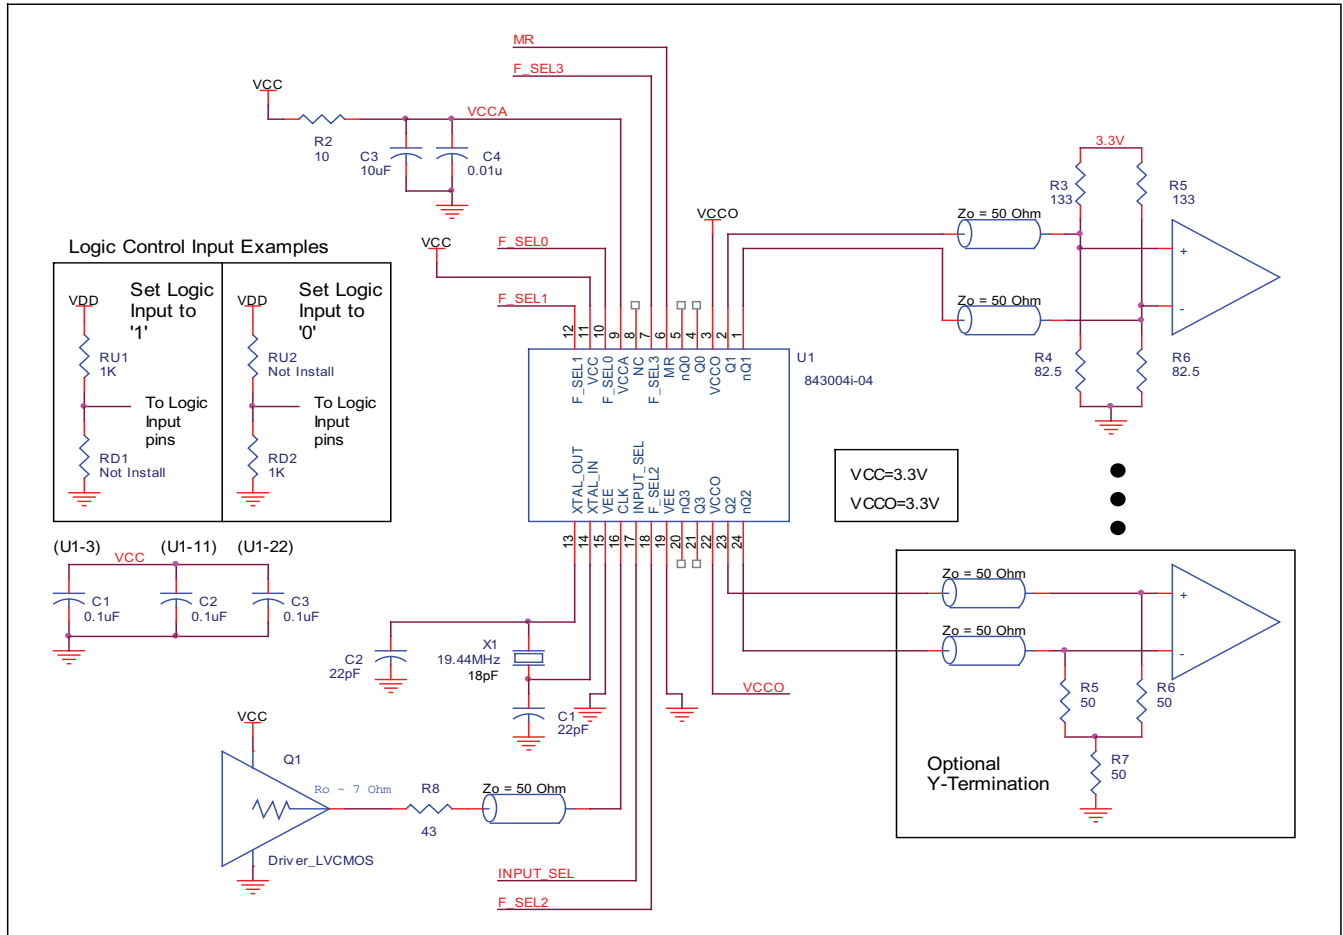 MR
F_SEL3
VCC
VCCA
R2
10
C3
10uF
C4
0.01u
3.3V
R3
133
R5
133
Zo = 50 Ohm
VCCO
+
-
Zo = 50 Ohm
R4
82.5
R6
82.5
Logic Control Input Examples
VCC
F_SEL0
F_SEL1
VDD
Set Logic
Input to
'1'
RU1
1K
To Logic
Input
pins
RD1
Not Install
VDD
Set Logic
Input to
'0'
RU2
Not Install
To Logic
Input
pins
RD2
1K
12
11
10
9
8
7
6
5
4
3
2
1
F_SEL1
VCC
F_SEL0
VCCA
NC
F_SEL3
MR
nQ0
Q0
VCCO
Q1
nQ1
U1
843004i-04
XTAL_OUT
XTAL_IN
VEE
CLK
INPUT_SEL
F_SEL2
VEE
nQ3
Q3
VCCO
Q2
nQ2
13
14
15
16
17
18
19
20
21
22
23
24
VCC=3.3V
VCCO=3.3V
(U1-3)
(U1-11)
(U1-22)
VCC
C1
0.1uF
C2
0.1uF
C3
0.1uF
C2
22pF
X1
19.44MHz
18pF
C1
22pF
VCCO
Zo = 50 Ohm
+
Zo = 50 Ohm
-
R5
50
R6
50
R7
50
Optional
Y-Termination
VCC
Q1
Ro ~ 7 Ohm
R8
43
Zo = 50 Ohm
Driver_LVCMOS
INPUT_SEL
F_SEL2